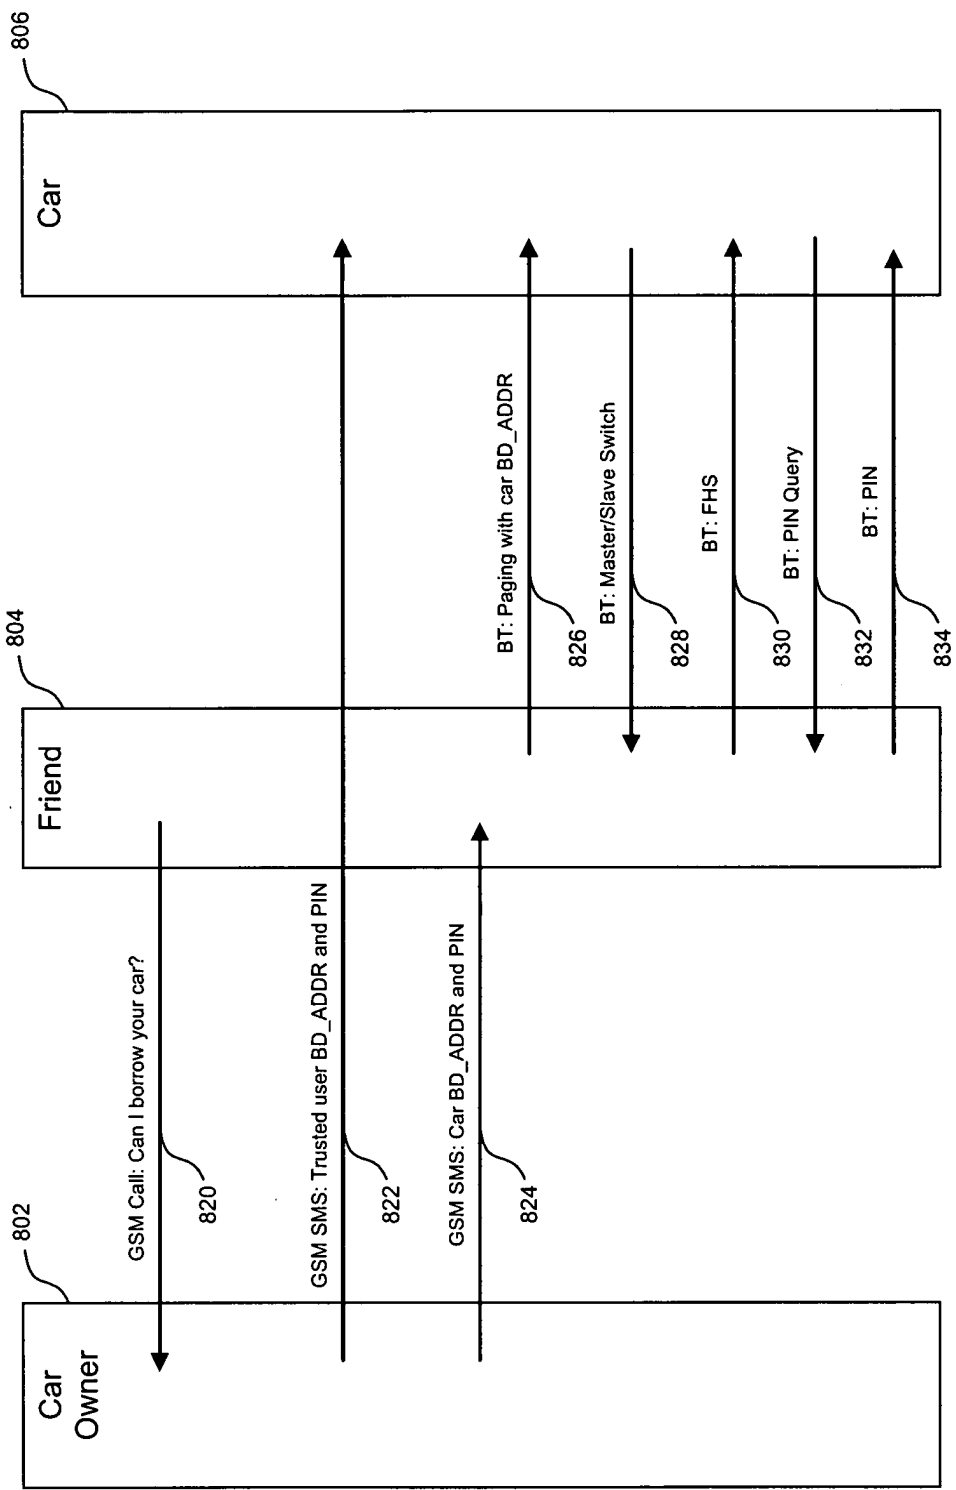 Car
Owner
802
Friend
804
Car
806
GSM Call: Can I borrow your car?
820
GSM SMS: Trusted user BD_ADDR and PIN
822
GSM SMS: Car BD_ADDR and PIN
824
BT: Paging with car BD_ADDR
826
BT: Master/Slave Switch
828
BT: FHS
830
BT: PIN Query
832
BT: PIN
834